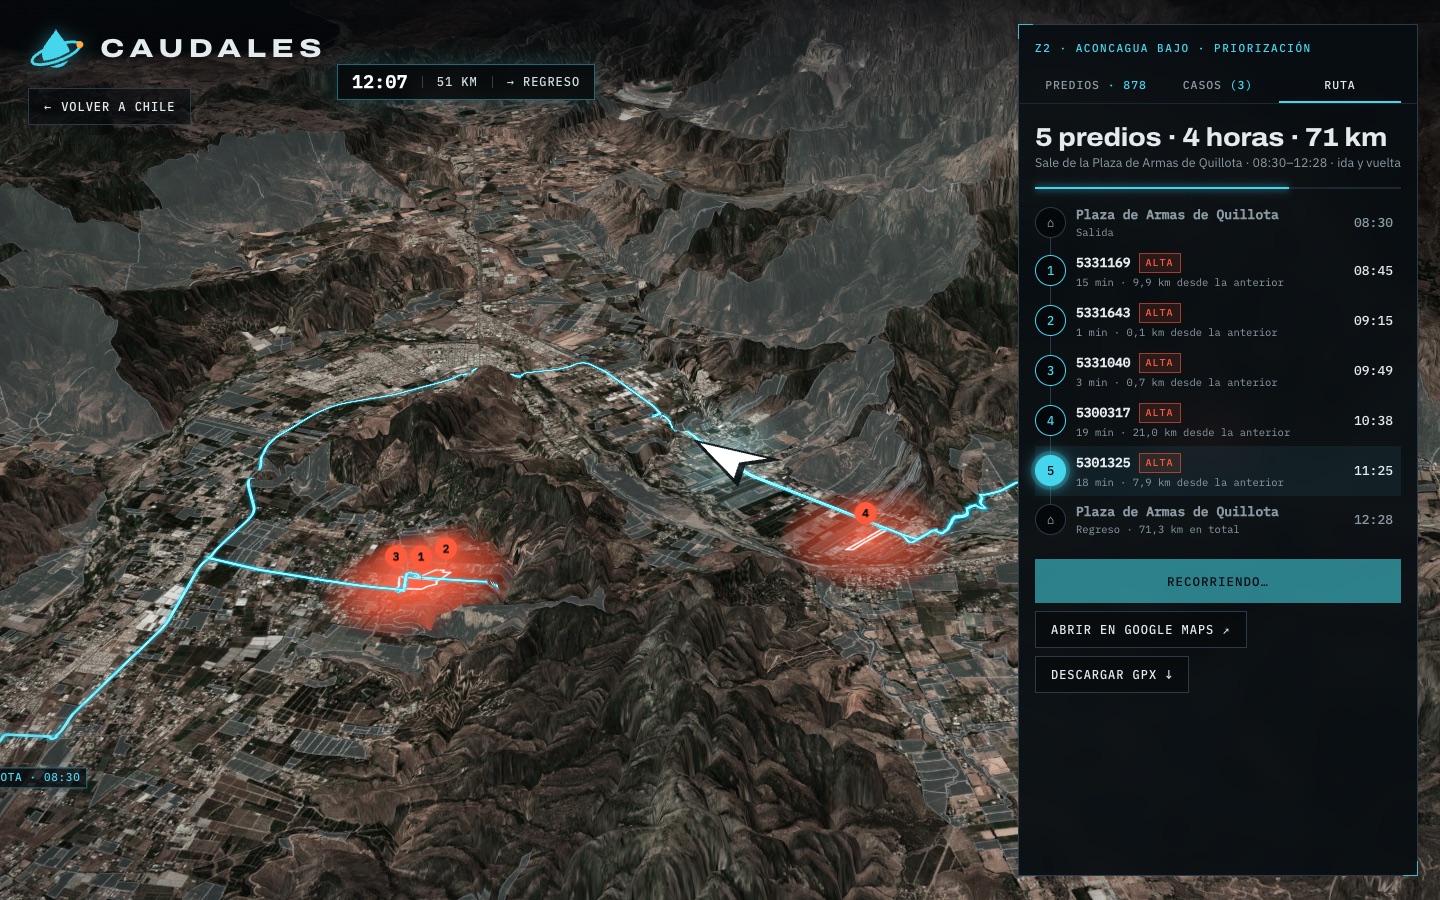 CAUDALES
← VOLVER A CHILE
12:07 | 51 KM | → REGRESO
3 1 2
4
OTA · 08:30
Z2 · ACONCAGUA BAJO · PRIORIZACIÓN
PREDIOS · 878 CASOS (3) RUTA
5 predios · 4 horas · 71 km
Sale de la Plaza de Armas de Quillota · 08:30–12:28 · ida y vuelta
Plaza de Armas de Quillota 08:30
Salida
1 5331169 ALTA 08:45
15 min · 9,9 km desde la anterior
2 5331643 ALTA 09:15
1 min · 0,1 km desde la anterior
3 5331040 ALTA 09:49
3 min · 0,7 km desde la anterior
4 5300317 ALTA 10:38
19 min · 21,0 km desde la anterior
5 5301325 ALTA 11:25
18 min · 7,9 km desde la anterior
Plaza de Armas de Quillota 12:28
Regreso · 71,3 km en total
RECORRIENDO…
ABRIR EN GOOGLE MAPS ↗
DESCARGAR GPX ↓